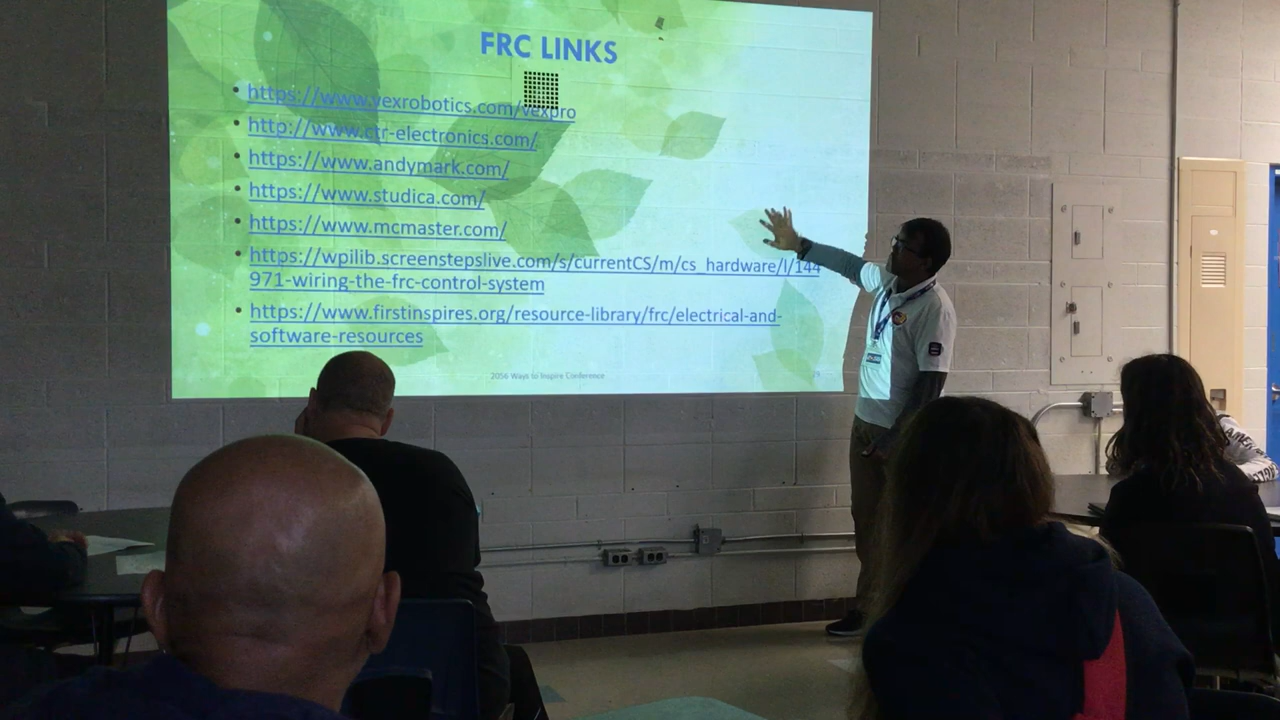 FRC LINKS
https://www.vexrobotics.com/vexpro
http://www.ctr-electronics.com/
https://www.andymark.com/
https://www.studica.com/
https://www.mcmaster.com/
https://wpilib.screenstepslive.com/s/currentCS/m/cs_hardware/l/144
971-wiring-the-frc-control-system
https://www.firstinspires.org/resource-library/frc/electrical-and-
software-resources
2056 Ways to Inspire Conference